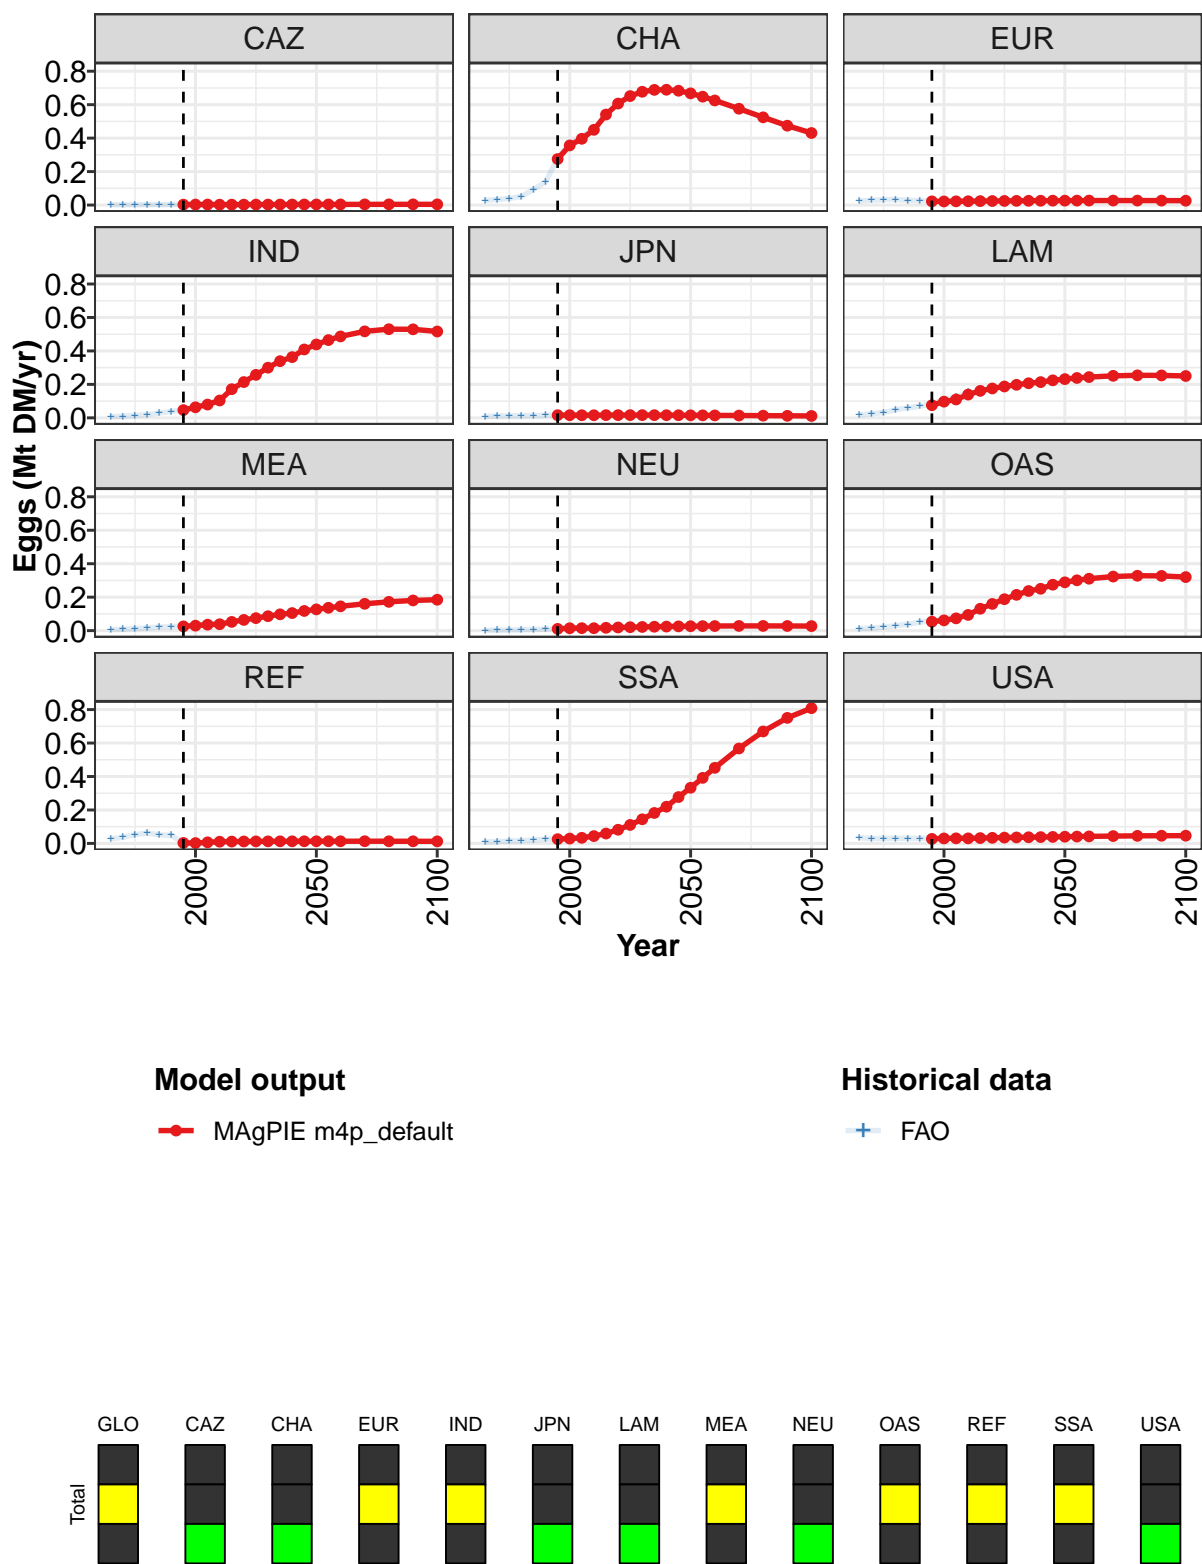 CAZ CHA EUR
0.8
0.6
0.4
0.2
0.0
IND JPN LAM
0.8
0.6
0.4
0.2
0.0
MEA NEU OAS
0.8
0.6
0.4
0.2
0.0
REF SSA USA
0.8
0.6
0.4
0.2
0.0
Eggs (Mt DM/yr)
2000 2050 2100 2000 2050 2100 2000 2050 2100
Year
Model output Historical data
MAgPIE m4p_default FAO
GLO CAZ CHA EUR IND JPN LAM MEA NEU OAS REF SSA USA
Total